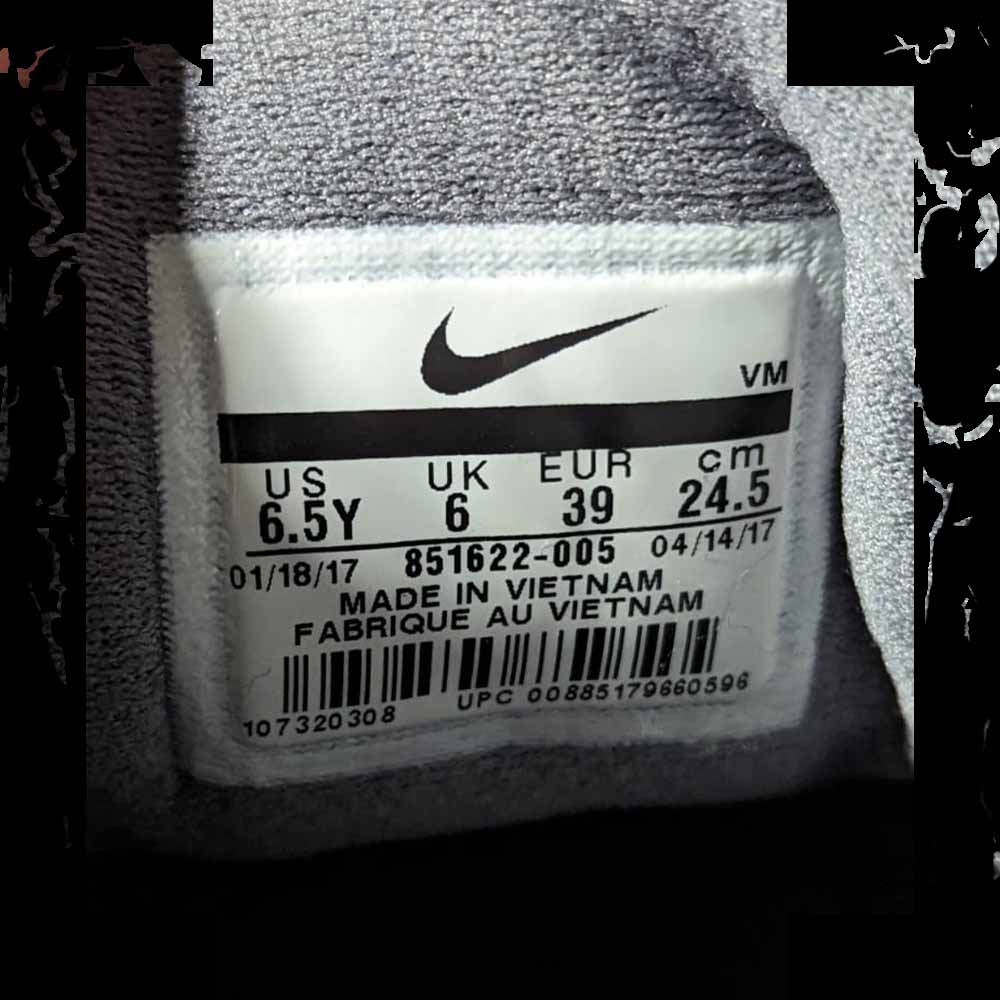 VM
US UK EUR cm
6.5Y 6 39 24.5
01/18/17 851622-005 04/14/17
MADE IN VIETNAM
FABRIQUE AU VIETNAM
107320308 UPC 00885179660596